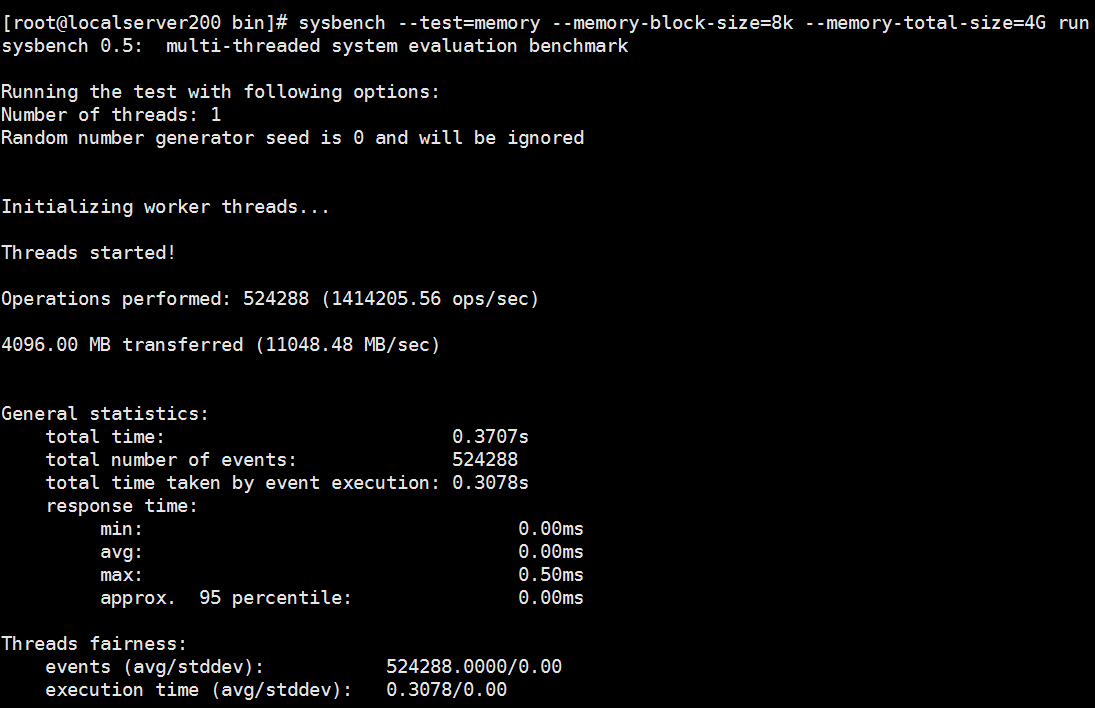 [root@localserver200 bin]# sysbench --test=memory --memory-block-size=8k --memory-total-size=4G run
sysbench 0.5:  multi-threaded system evaluation benchmark
Running the test with following options:
Number of threads: 1
Random number generator seed is 0 and will be ignored
Initializing worker threads...
Threads started!
Operations performed: 524288 (1414205.56 ops/sec)
4096.00 MB transferred (11048.48 MB/sec)
General statistics:
    total time:                          0.3707s
    total number of events:              524288
    total time taken by event execution: 0.3078s
    response time:
         min:                                  0.00ms
         avg:                                  0.00ms
         max:                                  0.50ms
         approx.  95 percentile:               0.00ms
Threads fairness:
    events (avg/stddev):           524288.0000/0.00
    execution time (avg/stddev):   0.3078/0.00